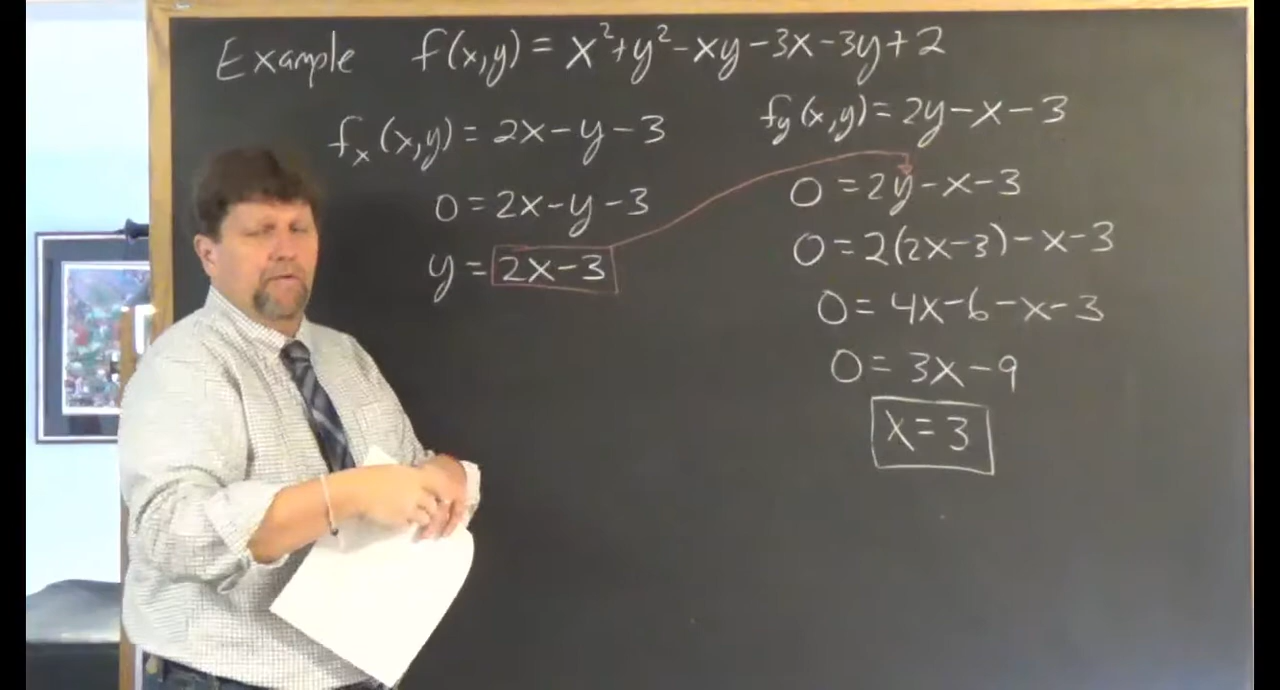 Example f(x,y) = x²+y²-xy-3x-3y+2
fₓ(x,y) = 2x-y-3
0 = 2x-y-3
y = 2x-3
f_y(x,y) = 2y-x-3
0 = 2y-x-3
0 = 2(2x-3)-x-3
0 = 4x-6-x-3
0 = 3x-9
x = 3